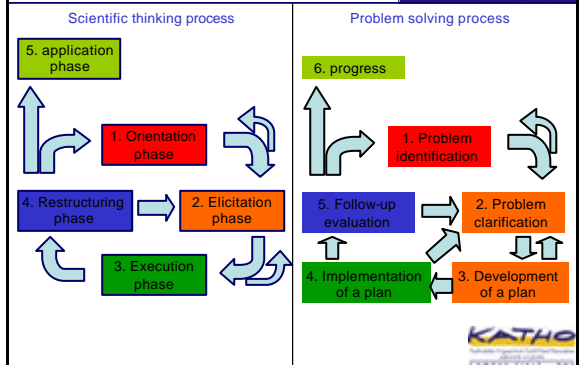 Scientific thinking process
5. application
phase
1. Orientation
phase
4. Restructuring
phase
2. Elicitation
phase
3. Execution
phase
Problem solving process
6. progress
1. Problem
identification
5. Follow-up
evaluation
2. Problem
clarification
4. Implementation
of a plan
3. Development
of a plan
KATHO